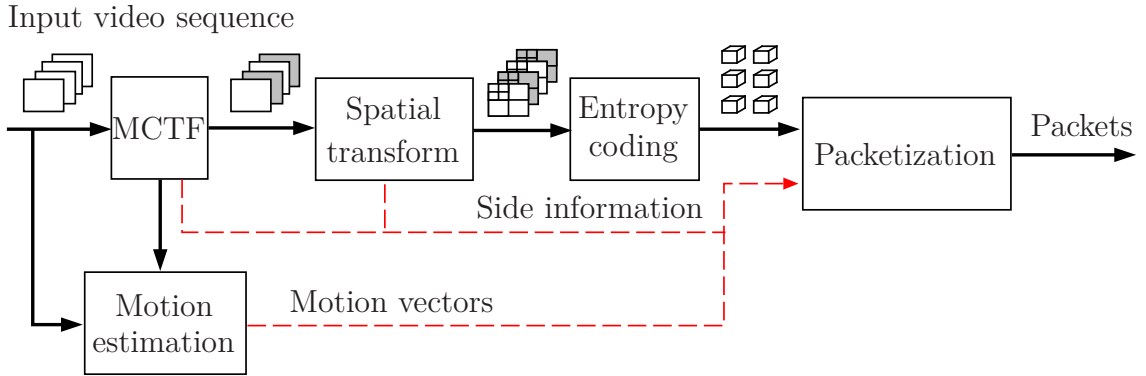 Input video sequence
MCTF
Spatial
transform
Entropy
coding
Packetization
Packets
Side information
Motion
estimation
Motion vectors